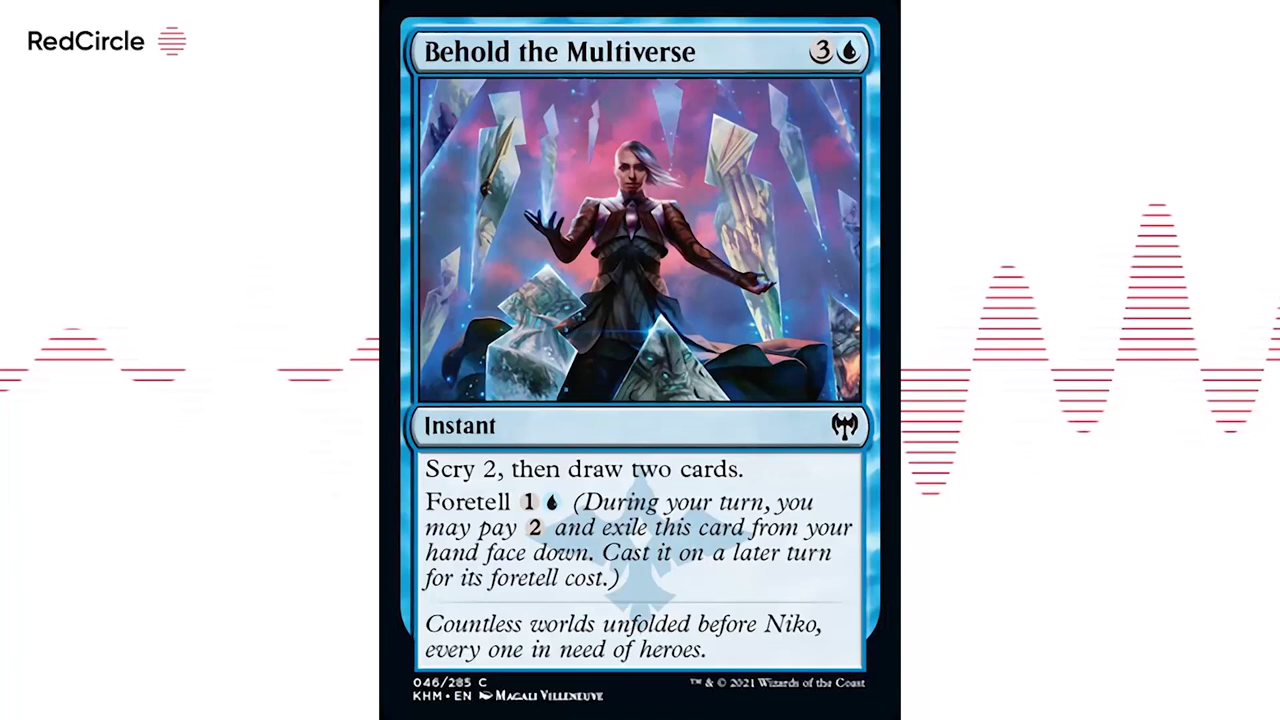 RedCircle
Behold the Multiverse 3
Instant
Scry 2, then draw two cards.
Foretell 1 (During your turn, you
may pay 2 and exile this card from your
hand face down. Cast it on a later turn
for its foretell cost.)
Countless worlds unfolded before Niko,
every one in need of heroes.
046/285 C
KHM • EN Magali Villeneuve
™ & © 2021 Wizards of the Coast